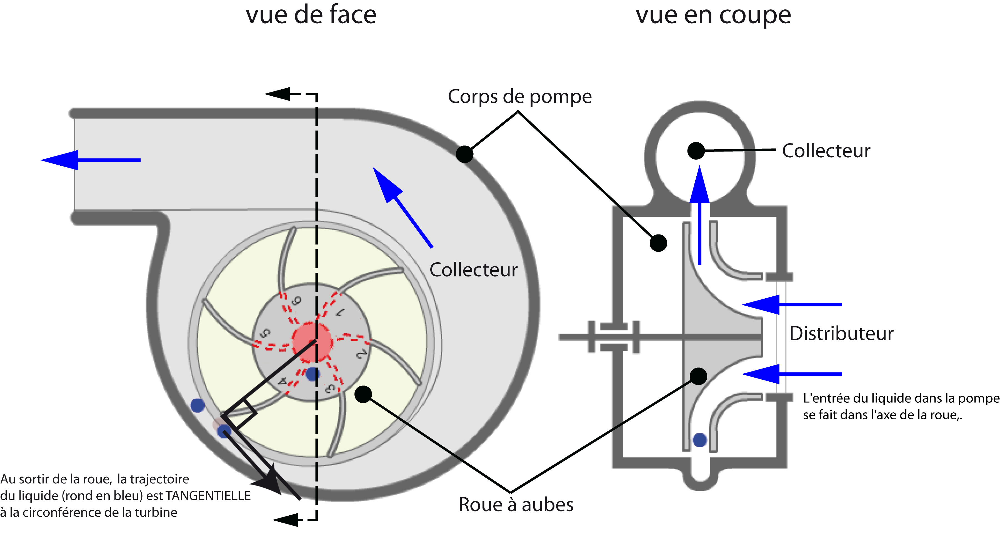 vue de face
vue en coupe
Corps de pompe
Collecteur
Collecteur
6
1
5
2
4
3
Distributeur
L'entrée du liquide dans la pompe
se fait dans l'axe de la roue,.
Au sortir de la roue, la trajectoire
du liquide (rond en bleu) est TANGENTIELLE
à la circonférence de la turbine
Roue à aubes